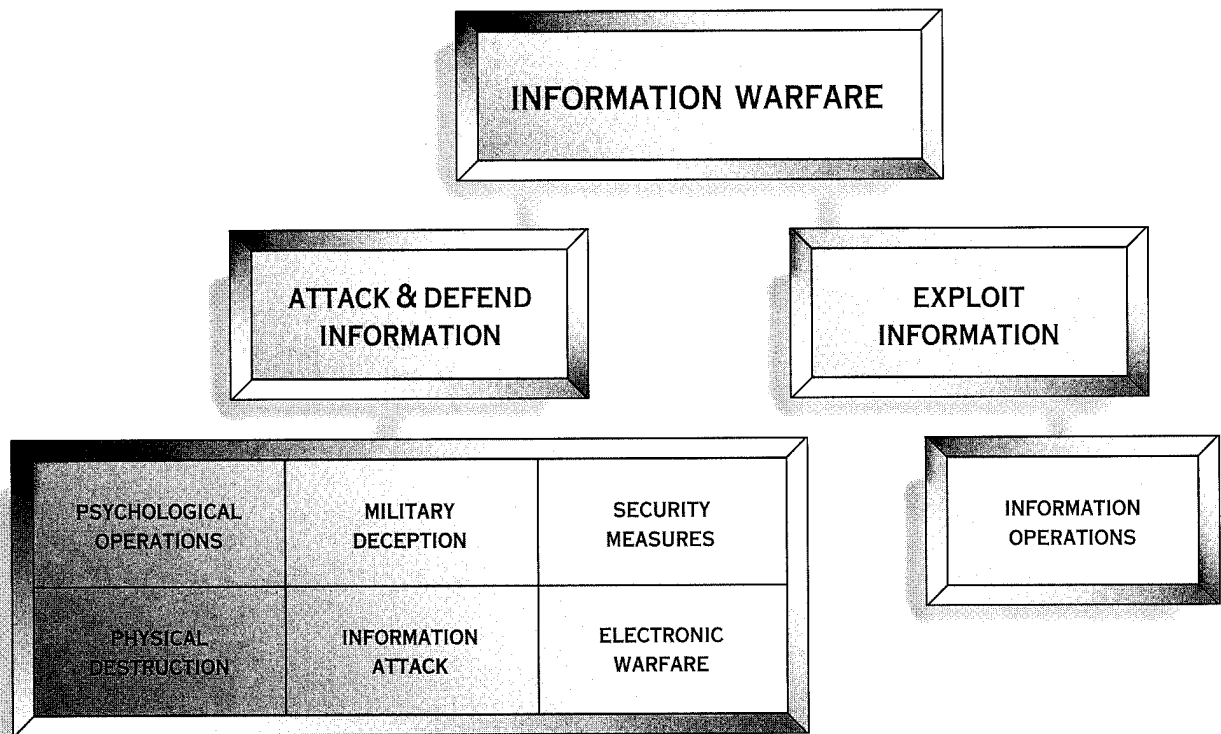 INFORMATION WARFARE
ATTACK & DEFEND
INFORMATION
EXPLOIT
INFORMATION
PSYCHOLOGICAL
OPERATIONS
MILITARY
DECEPTION
SECURITY
MEASURES
INFORMATION
OPERATIONS
PHYSICAL
DESTRUCTION
INFORMATION
ATTACK
ELECTRONIC
WARFARE